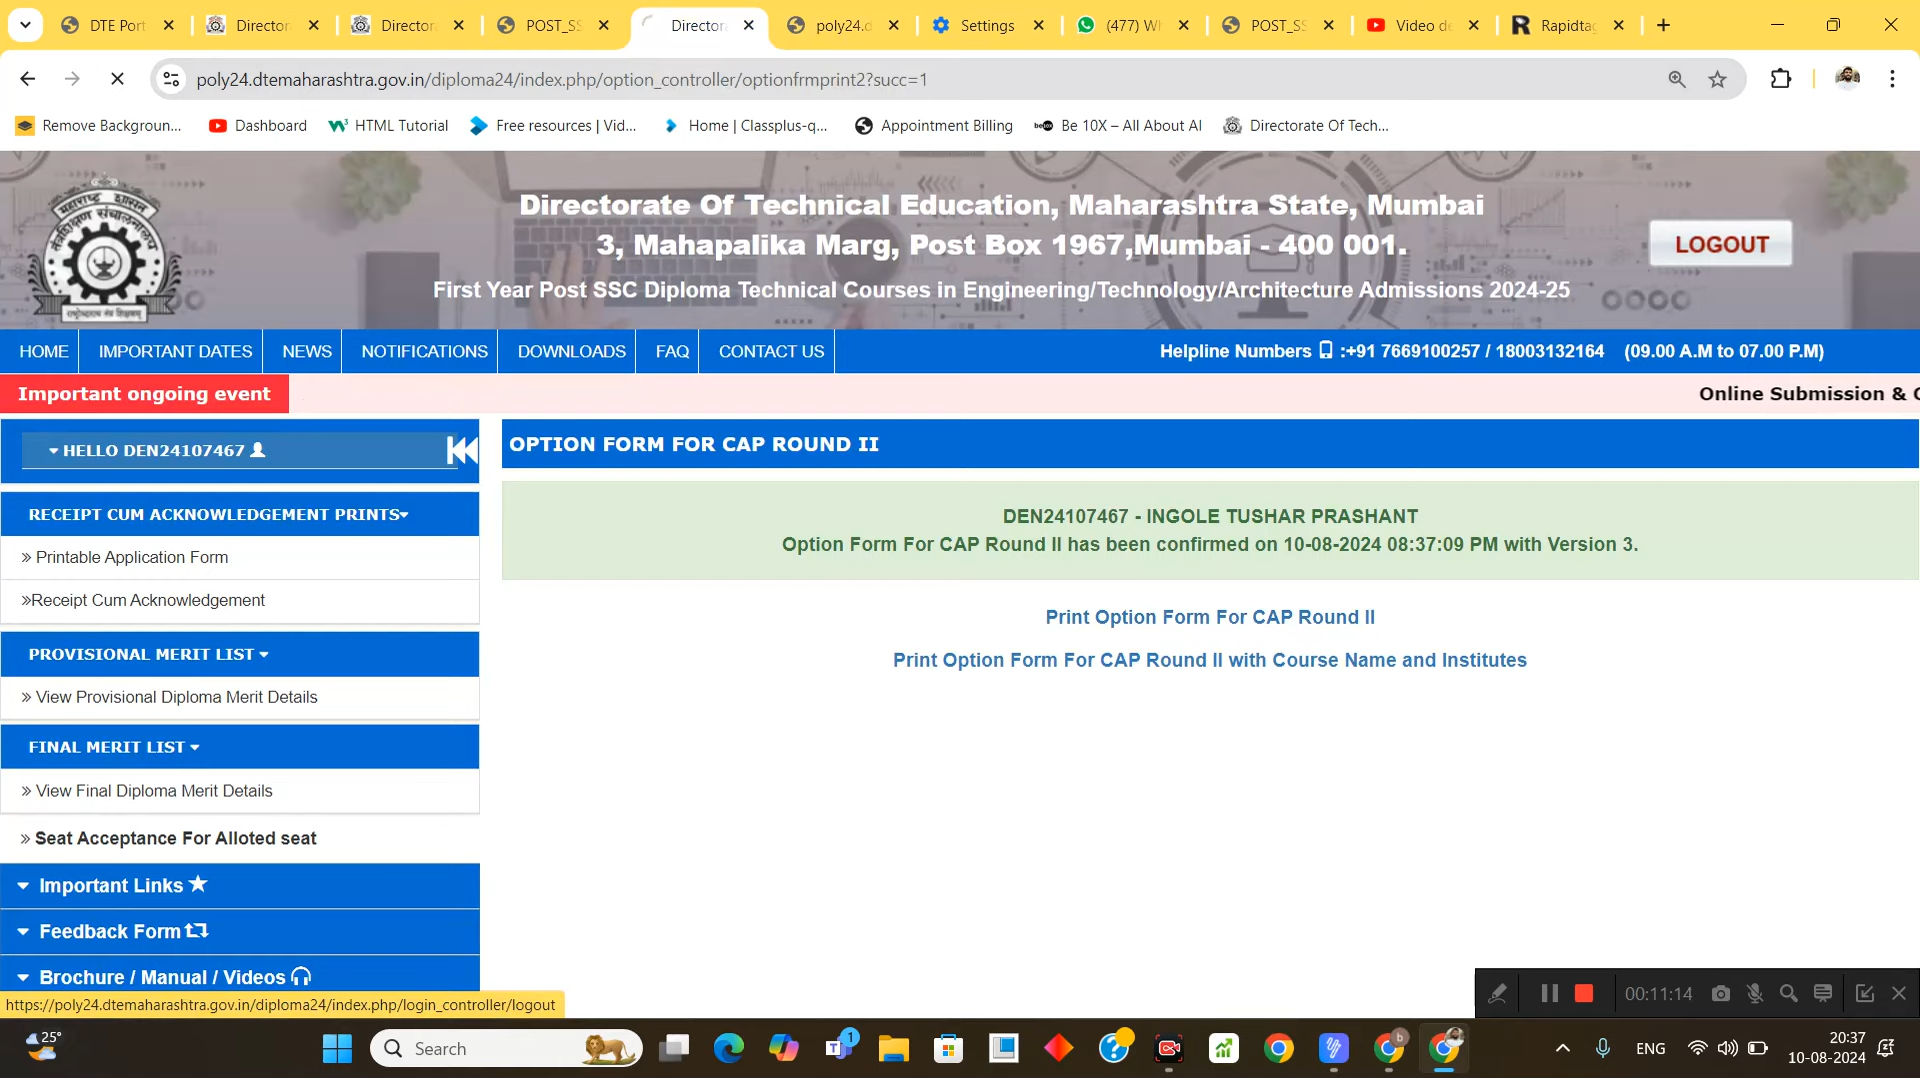 DTE Port
Director
Director
POST_SS
Director
poly24.d
Settings
(477) W
POST_SS
Video de
Rapidtag
poly24.dtemaharashtra.gov.in/diploma24/index.php/option_controller/optionfrmprint2?succ=1
Remove Backgroun...
Dashboard
HTML Tutorial
Free resources | Vid...
Home | Classplus-q...
Appointment Billing
Be 10X – All About AI
Directorate Of Tech...
Directorate Of Technical Education, Maharashtra State, Mumbai
3, Mahapalika Marg, Post Box 1967,Mumbai - 400 001.
First Year Post SSC Diploma Technical Courses in Engineering/Technology/Architecture Admissions 2024-25
LOGOUT
HOME
IMPORTANT DATES
NEWS
NOTIFICATIONS
DOWNLOADS
FAQ
CONTACT US
Helpline Numbers :+91 7669100257 / 18003132164 (09.00 A.M to 07.00 P.M)
Important ongoing event
Online Submission &
HELLO DEN24107467
OPTION FORM FOR CAP ROUND II
DEN24107467 - INGOLE TUSHAR PRASHANT
Option Form For CAP Round II has been confirmed on 10-08-2024 08:37:09 PM with Version 3.
Print Option Form For CAP Round II
Print Option Form For CAP Round II with Course Name and Institutes
RECEIPT CUM ACKNOWLEDGEMENT PRINTS
» Printable Application Form
»Receipt Cum Acknowledgement
PROVISIONAL MERIT LIST
» View Provisional Diploma Merit Details
FINAL MERIT LIST
» View Final Diploma Merit Details
» Seat Acceptance For Alloted seat
Important Links
Feedback Form
Brochure / Manual / Videos
https://poly24.dtemaharashtra.gov.in/diploma24/index.php/login_controller/logout
00:11:14
25°
Search
1
ENG
20:37
10-08-2024